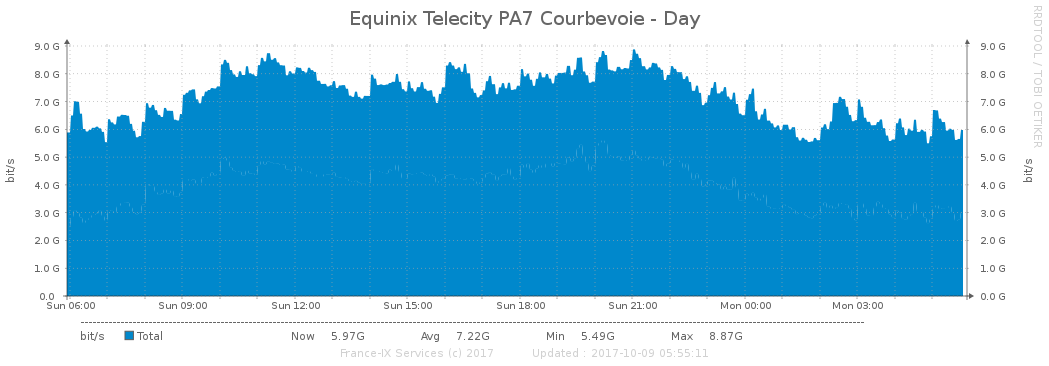 Equinix Telecity PA7 Courbevoie - Day
RRDTOOL / TOBI OETIKER
bit/s
9.0 G
8.0 G
7.0 G
6.0 G
5.0 G
4.0 G
3.0 G
2.0 G
1.0 G
0.0
9.0 G
8.0 G
7.0 G
6.0 G
5.0 G
4.0 G
3.0 G
2.0 G
1.0 G
0.0 G
bit/s
Sun 06:00 Sun 09:00 Sun 12:00 Sun 15:00 Sun 18:00 Sun 21:00 Mon 00:00 Mon 03:00
bit/s Total Now 5.97G Avg 7.22G Min 5.49G Max 8.87G
France-IX Services (c) 2017 Updated : 2017-10-09 05:55:11